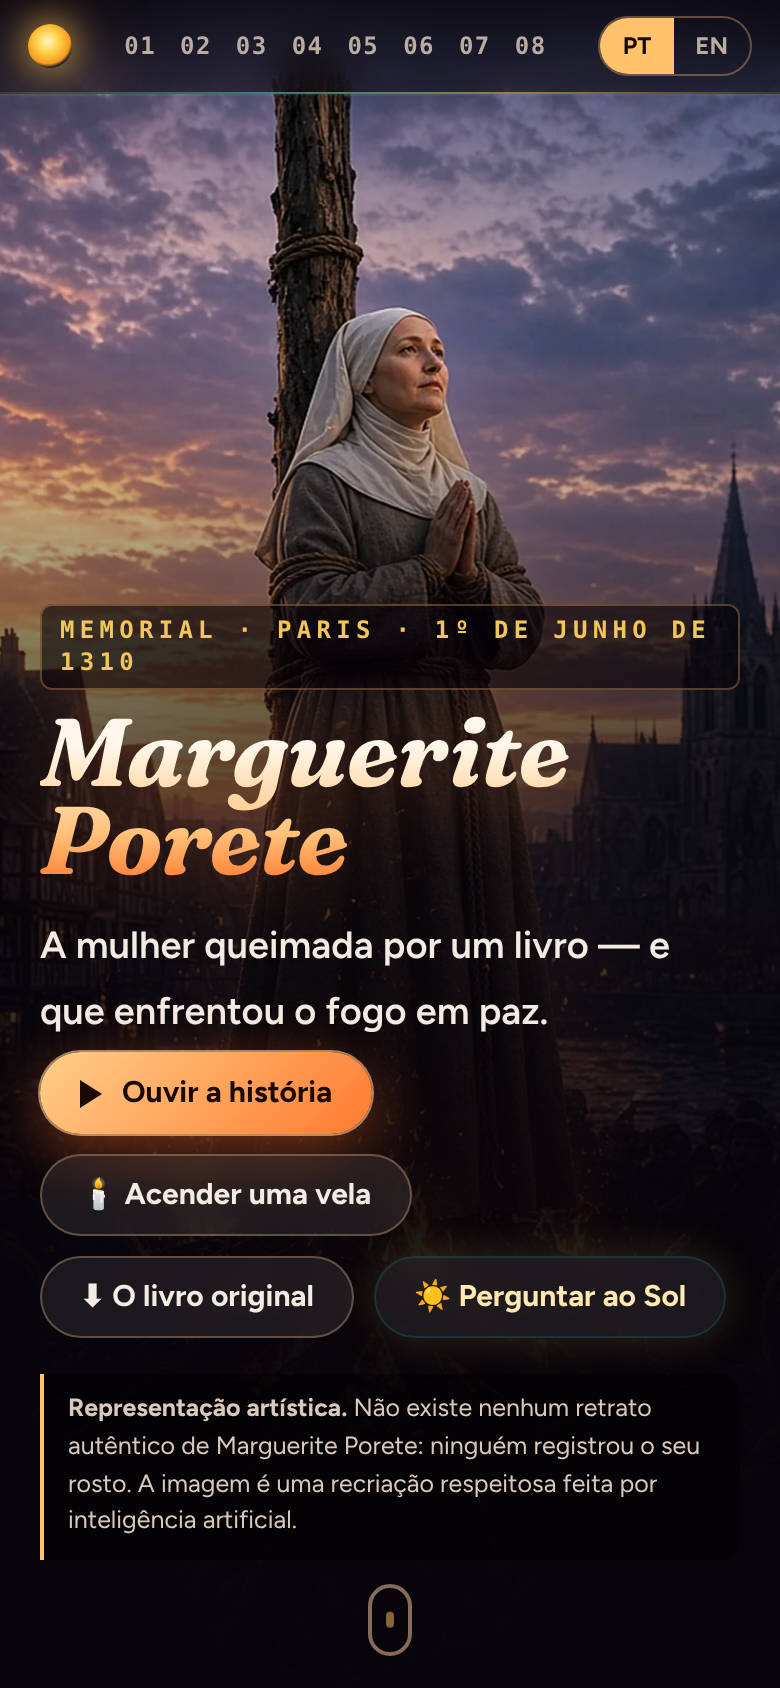 01 02 03 04 05 06 07 08 PT EN
MEMORIAL · PARIS · 1º DE JUNHO DE
1310
Marguerite
Porete
A mulher queimada por um livro — e
que enfrentou o fogo em paz.
▶ Ouvir a história
🕯️ Acender uma vela
⬇ O livro original ☀️ Perguntar ao Sol
Representação artística. Não existe nenhum retrato
autêntico de Marguerite Porete: ninguém registrou o seu
rosto. A imagem é uma recriação respeitosa feita por
inteligência artificial.